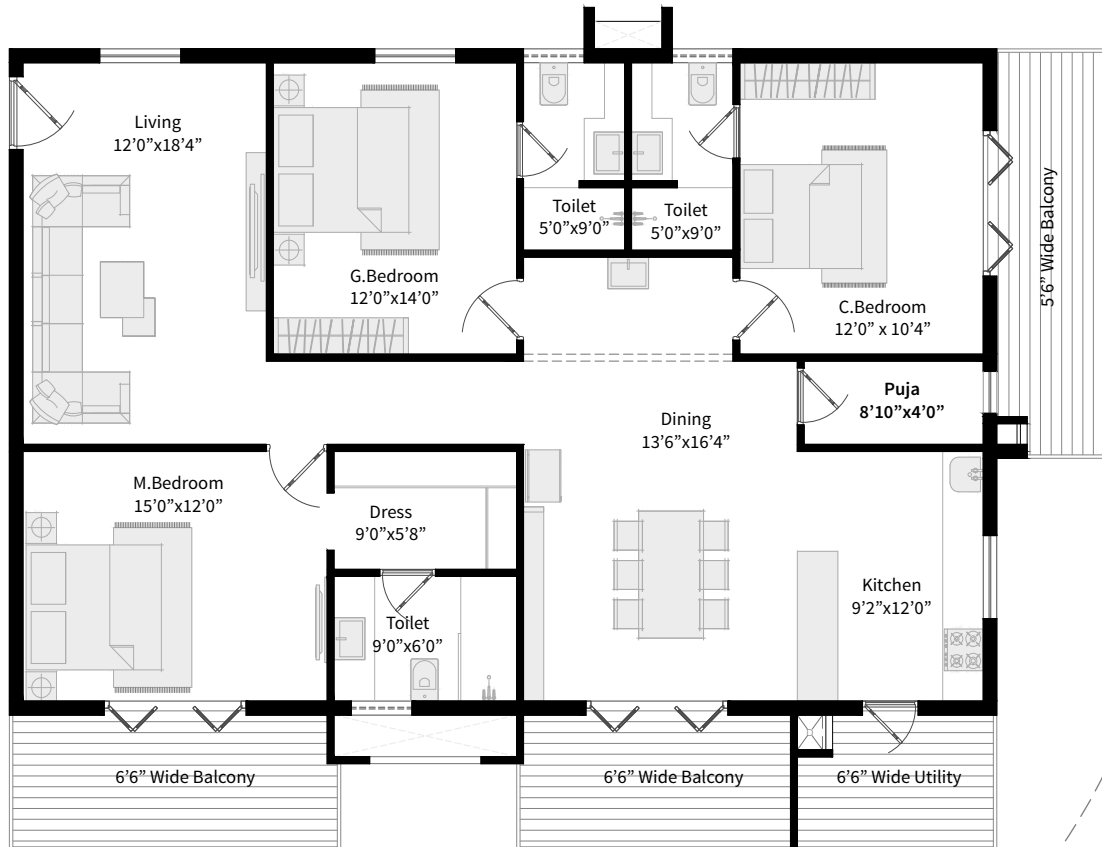 Living
12’0”x18’4”
G.Bedroom
12’0”x14’0”
Toilet
5’0”x9’0”
Toilet
5’0”x9’0”
C.Bedroom
12’0” x 10’4”
5’6” Wide Balcony
Puja
8’10”x4’0”
Dining
13’6”x16’4”
M.Bedroom
15’0”x12’0”
Dress
9’0”x5’8”
Toilet
9’0”x6’0”
Kitchen
9’2”x12’0”
6’6” Wide Balcony
6’6” Wide Balcony
6’6” Wide Utility